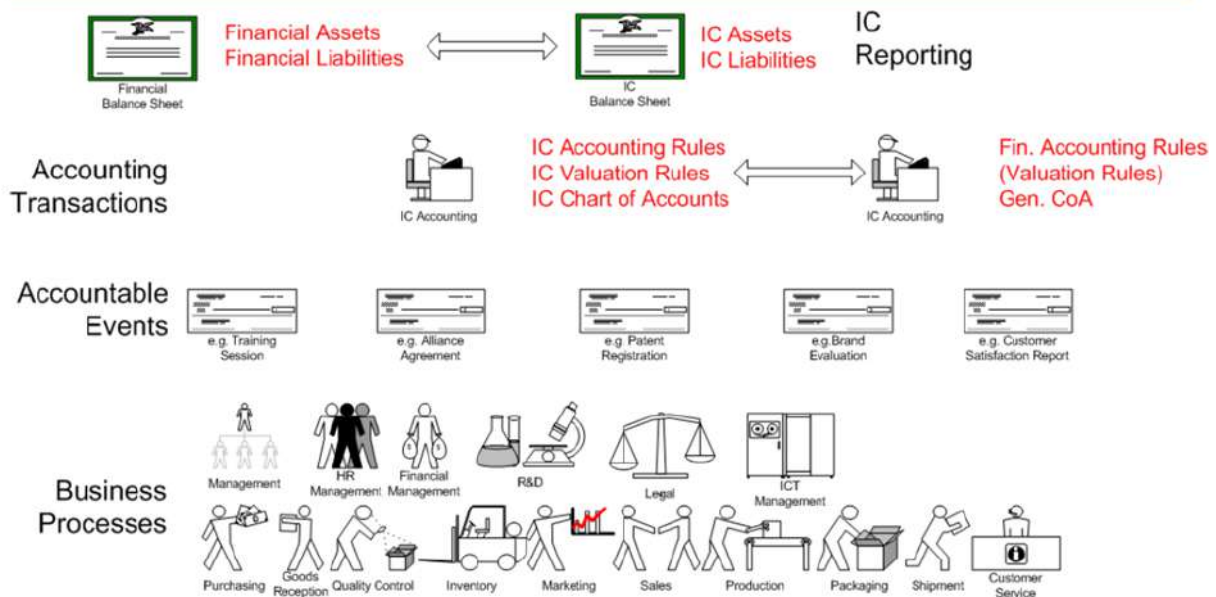 Financial Assets
Financial Liabilities
IC Assets
IC Liabilities
IC
Reporting
Financial
Balance Sheet
IC
Balance Sheet
Accounting
Transactions
IC Accounting
IC Accounting Rules
IC Valuation Rules
IC Chart of Accounts
IC Accounting
Fin. Accounting Rules
(Valuation Rules)
Gen. CoA
Accountable
Events
e.g. Training
Session
e.g. Alliance
Agreement
e.g. Patent
Registration
e.g.Brand
Evaluation
e.g. Customer
Satisfaction Report
Business
Processes
Management
HR
Management
Financial
Management
$ $
R&D
Legal
ICT
Management
Purchasing
Goods
Reception
Quality Control
Inventory
Marketing
Sales
Production
Packaging
Shipment
Customer
Service